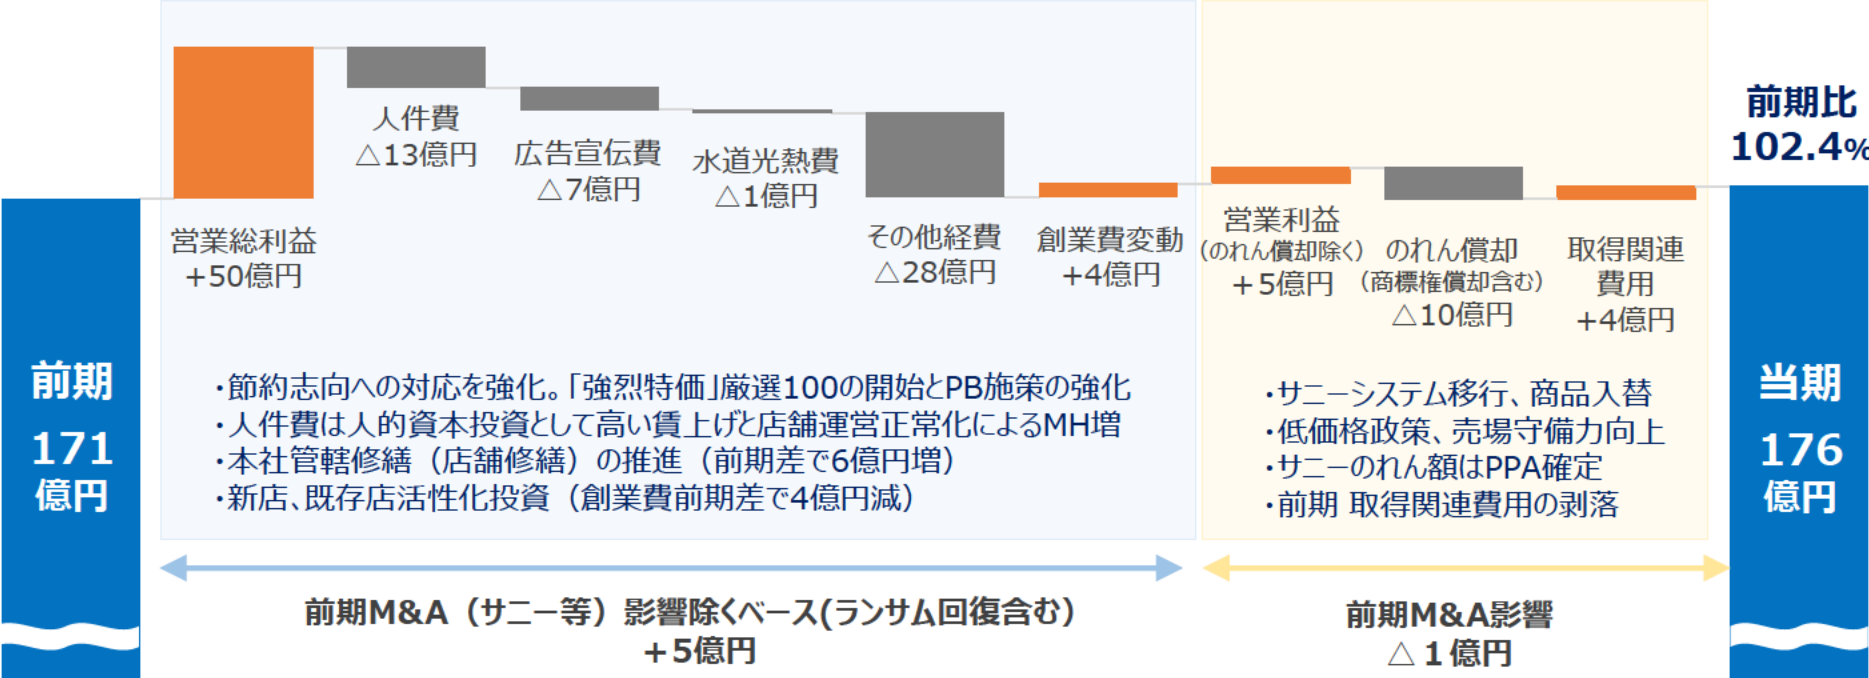 前期
171
億円
営業総利益
+50億円
人件費
△13億円
広告宣伝費
△7億円
水道光熱費
△1億円
その他経費
△28億円
創業費変動
+4億円
・節約志向への対応を強化。「強烈特価」厳選100の開始とPB施策の強化
・人件費は人的資本投資として高い賃上げと店舗運営正常化によるMH増
・本社管轄修繕（店舗修繕）の推進（前期差で6億円増）
・新店、既存店活性化投資（創業費前期差で4億円減）
前期M&A（サニー等）影響除くベース(ランサム回復含む）
+5億円
営業利益
（のれん償却除く）
+5億円
のれん償却
（商標権償却含む）
△10億円
取得関連
費用
+4億円
・サニーシステム移行、商品入替
・低価格政策、売場守備力向上
・サニーのれん額はPPA確定
・前期 取得関連費用の剥落
前期M&A影響
△１億円
前期比
102.4%
当期
176
億円